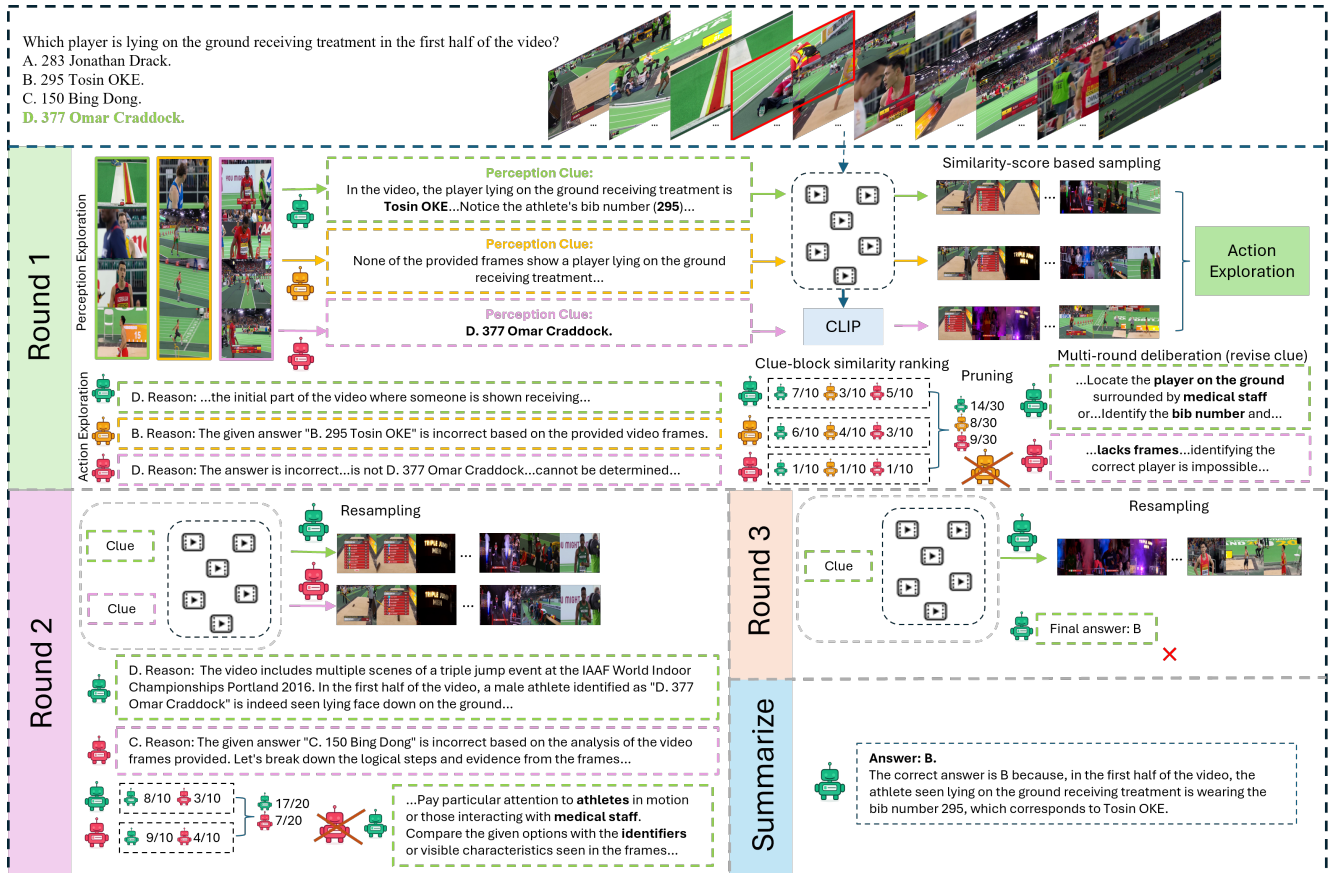 Which player is lying on the ground receiving treatment in the first half of the video?
A. 283 Jonathan Drack.
B. 295 Tosin OKE.
C. 150 Bing Dong.
D. 377 Omar Craddock.
... ... ... ... ...
Round 1
Perception Exploration
Perception Clue:
In the video, the player lying on the ground receiving treatment is
Tosin OKE...Notice the athlete's bib number (295)...
Perception Clue:
None of the provided frames show a player lying on the ground
receiving treatment...
Perception Clue:
D. 377 Omar Craddock.
CLIP
Similarity-score based sampling
...
...
TRIPLE JUMP
MEN
...
Action
Exploration
Action Exploration
D. Reason: ...the initial part of the video where someone is shown receiving...
B. Reason: The given answer "B. 295 Tosin OKE" is incorrect based on the provided video frames.
D. Reason: The answer is incorrect...is not D. 377 Omar Craddock...cannot be determined...
Clue-block similarity ranking
7/10 3/10 5/10
6/10 4/10 3/10
1/10 1/10 1/10
Pruning
14/30
8/30
9/30
Multi-round deliberation (revise clue)
...Locate the player on the ground
surrounded by medical staff
or...Identify the bib number and...
...lacks frames...identifying the
correct player is impossible...
Round 2
Clue
Clue
Resampling
TRIPLE JUMP
MEN
...
U MIGHT
TRIPLE JUMP
MEN
...
U MIGHT
D. Reason: The video includes multiple scenes of a triple jump event at the IAAF World Indoor
Championships Portland 2016. In the first half of the video, a male athlete identified as "D. 377
Omar Craddock" is indeed seen lying face down on the ground...
C. Reason: The given answer "C. 150 Bing Dong" is incorrect based on the analysis of the video
frames provided. Let's break down the logical steps and evidence from the frames...
8/10 3/10
9/10 4/10
17/20
7/20
...Pay particular attention to athletes in motion
or those interacting with medical staff.
Compare the given options with the identifiers
or visible characteristics seen in the frames...
Round 3
Clue
Resampling
...
Final answer: B
Summarize
Answer: B.
The correct answer is B because, in the first half of the video, the
athlete seen lying on the ground receiving treatment is wearing the
bib number 295, which corresponds to Tosin OKE.